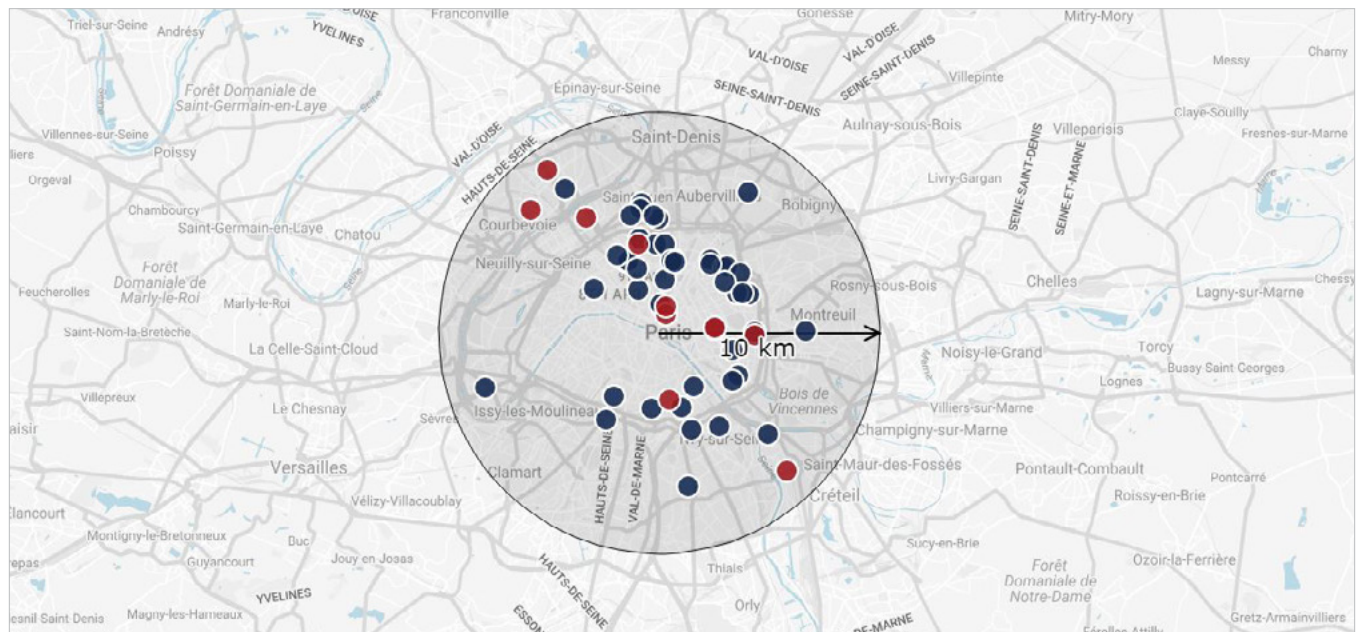 Triel-sur-Seine
D'OISE
YVELINES
Andrésy
Franconville
VAL-D'OISE
Gonesse
VAL-D'OISE
Mitry-Mory
Messy
Charny
Épinay-sur-Seine
SEINE-SAINT-DENIS
SEINE-SAINT-DENIS
Villepinte
Forêt Domaniale de
Saint-Germain-en-Laye
Seine
Villennes-sur-Seine
Poissy
VAL-D'OISE
HAUTS-DE-SEINE
Saint-Denis
Aulnay-sous-Bois
Villeparisis
Claye-Souilly
Fresnes-sur-Marne
SEINE-SAINT-DENIS
SEINE-ET-MARNE
Orgeval
Chambourcy
Livry-Gargan
Aubervilli
Bobigny
Courbevoie
Saint-Germain-en-Laye
Chatou
Neuilly-sur-Seine
Forêt
Domaniale de
Marly-le-Roi
Feucherolles
Marly-le-Roi
Rosny-sous-Bois
Chelles
Chessy
Lagny-sur-Marne
Saint-Nom-la-Bretèche
La Celle-Saint-Cloud
Paris
10 km
Montreuil
Noisy-le-Grand
Torcy
Bussy Saint Georges
Lognes
Villepreux
Le Chesnay
Sèvres
Issy-les-Moulineau
Bois de
Vincennes
Villiers-sur-Marne
Champigny-sur-Marne
Versailles
Clamart
HAUTS-DE-SEINE
VAL-DE-MARNE
Saint-Maur-des-Fossés
Pontault-Combault
Pontcarré
Roissy-en-Brie
Créteil
Vélizy-Villacoublay
Montigny-le-Bretonneux
Duc
Guyancourt
Jouy en Josas
Sucy-en-Brie
Ozoir-la-Ferrière
Thiais
HAUTS-DE-SEINE
Forêt
Domaniale de
Notre-Dame
YVELINES
Orly
Magny-les-Hameaux
Gretz-Armainvilliers